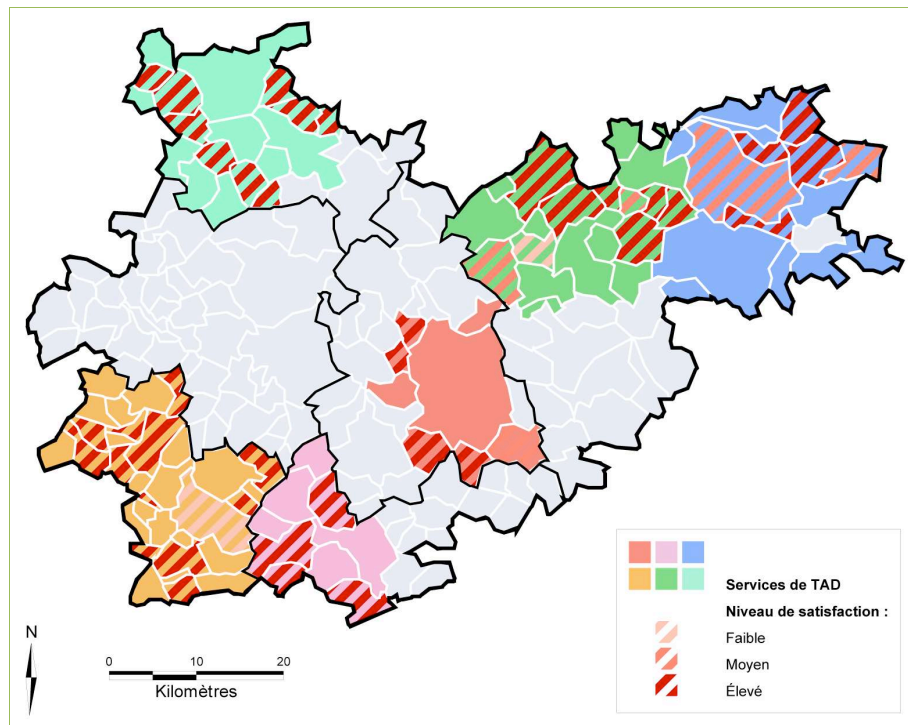 Services de TAD
Niveau de satisfaction :
Faible
Moyen
Élevé
N
0 10 20
Kilomètres